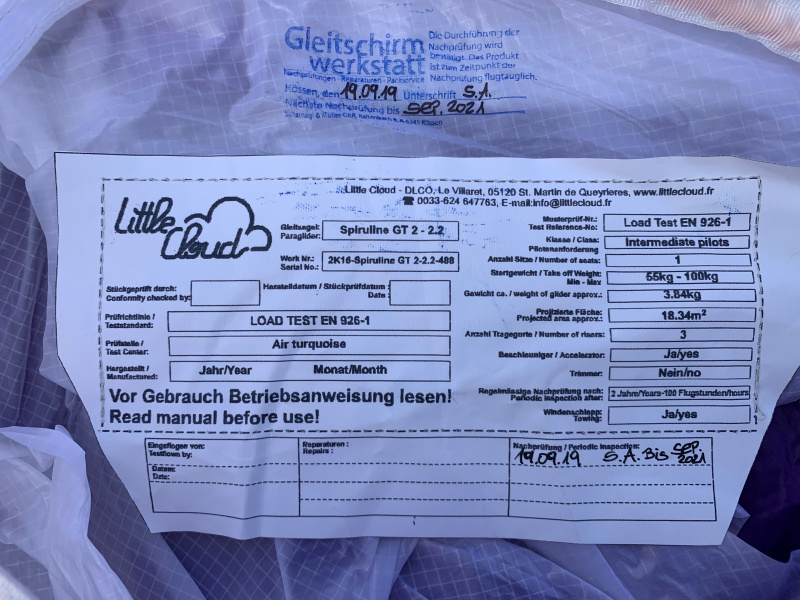 Gleitschirm
werkstatt
Nachprüfungen - Reparaturen - Packservice
Die Durchführung der
Nachprüfung wird
bestätigt. Das Produkt
ist zum Zeitpunkt der
Nachprüfung flugtauglich.
Kössen, den 19.09.19 Unterschrift S.A.
Nächste Nachprüfung bis SEP. 2021
Little Cloud
Little Cloud - DLCO, Le Villaret, 05120 St. Martin de Queyrieres, www.littlecloud.fr
☎ 0033-624 647763, E-mail:info@littlecloud.fr
Gleitsegel:
Paraglider:
Spiruline GT 2 - 2.2
Werk Nr.:
Serial No.:
2K16-Spiruline GT 2-2.2-488
Stückgeprüft durch:
Conformity checked by:
Herstelldatum / Stückprüfdatum :
Date :
Prüfrichtlinie /
Teststandard:
LOAD TEST EN 926-1
Prüfstelle /
Test Center:
Air turquoise
Hergestellt /
Manufactured:
Jahr/Year Monat/Month
Vor Gebrauch Betriebsanweisung lesen!
Read manual before use!
Musterprüf-Nr.:
Test Reference-No:
Load Test EN 926-1
Klasse / Class:
Pilotenanforderung
Intermediate pilots
Anzahl Sitze / Number of seats:
1
Startgewicht / Take off Weight:
Min - Max
55kg - 100kg
Gewicht ca. / weight of glider approx.:
3.84kg
Projizierte Fläche:
Projected area approx.:
18.34m²
Anzahl Tragegurte / Number of risers:
3
Beschleuniger / Accelerator:
Ja/yes
Trimmer:
Nein/no
Regelmässige Nachprüfung nach:
Periodic inspection after:
2 Jahre/Years-100 Flugstunden/hours
Windenschlepp:
Towing:
Ja/yes
1
Eingeflogen von:
Testflown by:
Datum:
Date:
Reparaturen :
Repairs :
Nachprüfung / Periodic inspection:
19.09.19 S.A. Bis SEP.
2021